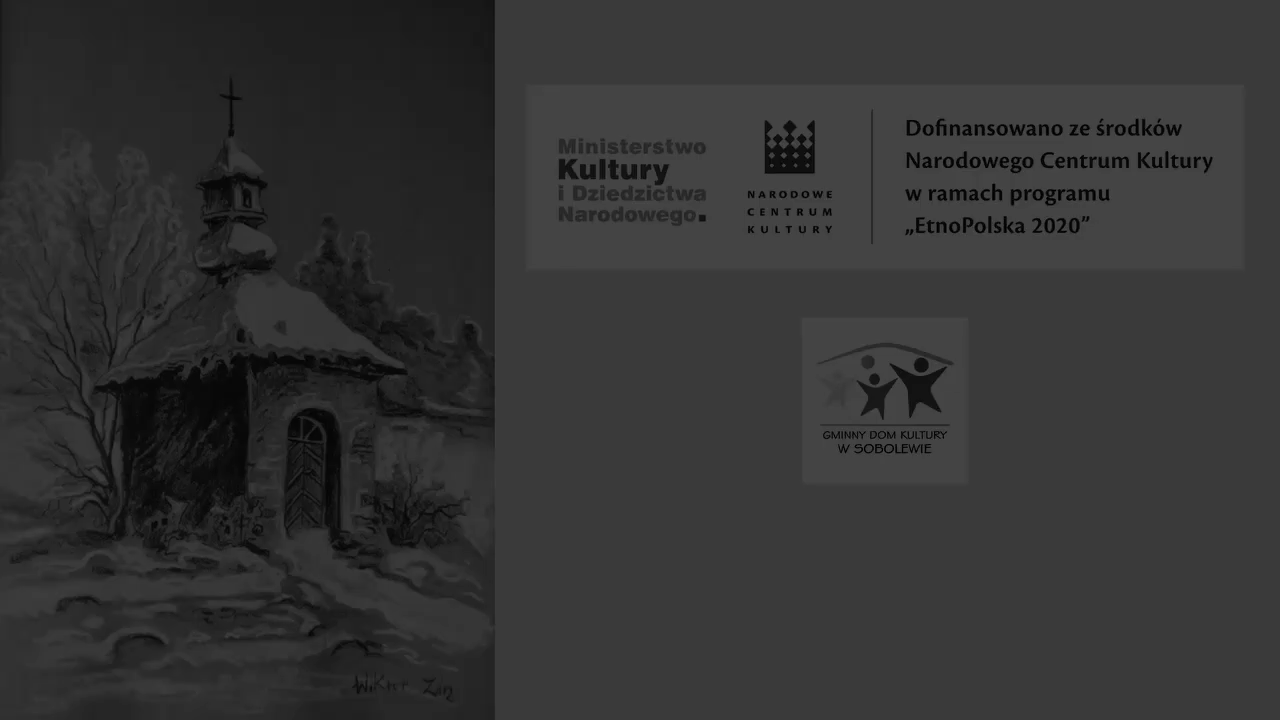 Ministerstwo
Kultury
i Dziedzictwa
Narodowego.
NARODOWE
CENTRUM
KULTURY
Dofinansowano ze środków
Narodowego Centrum Kultury
w ramach programu
„EtnoPolska 2020”
GMINNY DOM KULTURY
W SOBOLEWIE